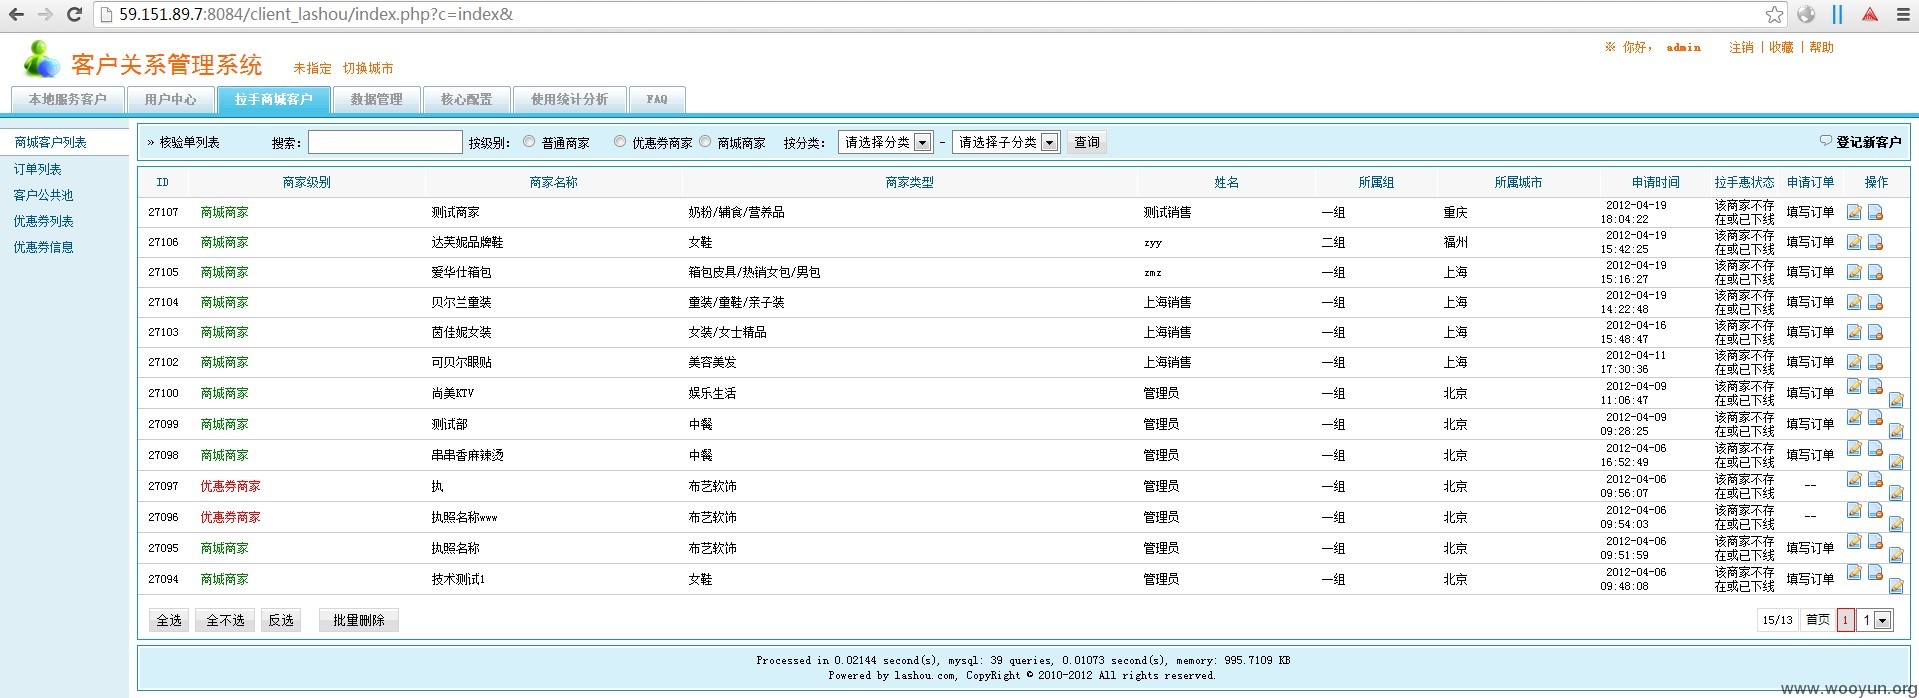 59.151.89.7:8084/client_lashou/index.php?c=index&
客户关系管理系统 未指定 切换城市 ※ 你好， admin 注销 | 收藏 | 帮助
本地服务客户 用户中心 拉手商城客户 数据管理 核心配置 使用统计分析 FAQ
商城客户列表
订单列表
客户公共池
优惠券列表
优惠券信息
» 核验单列表 搜索: 按级别: 普通商家 优惠券商家 商城商家 按分类: 请选择分类 - 请选择子分类 查询 登记新客户
ID 商家级别 商家名称 商家类型 姓名 所属组 所属城市 申请时间 拉手惠状态 申请订单 操作
27107 商城商家 测试商家 奶粉/辅食/营养品 测试销售 一组 重庆 2012-04-19 18:04:22 该商家不存在或已下线 填写订单
27106 商城商家 达芙妮品牌鞋 女鞋 zyy 二组 福州 2012-04-19 15:42:25 该商家不存在或已下线 填写订单
27105 商城商家 爱华仕箱包 箱包皮具/热销女包/男包 zmz 一组 上海 2012-04-19 15:16:27 该商家不存在或已下线 填写订单
27104 商城商家 贝尔兰童装 童装/童鞋/亲子装 上海销售 一组 上海 2012-04-19 14:22:48 该商家不存在或已下线 填写订单
27103 商城商家 茵佳妮女装 女装/女士精品 上海销售 一组 上海 2012-04-16 15:48:47 该商家不存在或已下线 填写订单
27102 商城商家 可贝尔眼贴 美容美发 上海销售 一组 上海 2012-04-11 17:30:36 该商家不存在或已下线 填写订单
27100 商城商家 尚美KTV 娱乐生活 管理员 一组 北京 2012-04-09 11:06:47 该商家不存在或已下线 填写订单
27099 商城商家 测试部 中餐 管理员 一组 北京 2012-04-09 09:28:25 该商家不存在或已下线 填写订单
27098 商城商家 串串香麻辣烫 中餐 管理员 一组 北京 2012-04-06 16:52:49 该商家不存在或已下线 填写订单
27097 优惠券商家 执 布艺软饰 管理员 一组 北京 2012-04-06 09:56:07 该商家不存在或已下线 --
27096 优惠券商家 执照名称www 布艺软饰 管理员 一组 北京 2012-04-06 09:54:03 该商家不存在或已下线 --
27095 商城商家 执照名称 布艺软饰 管理员 一组 北京 2012-04-06 09:51:59 该商家不存在或已下线 填写订单
27094 商城商家 技术测试1 女鞋 管理员 一组 北京 2012-04-06 09:48:08 该商家不存在或已下线 填写订单
全选 全不选 反选 批量删除 15/13 首页 1 1
Processed in 0.02144 second(s), mysql: 39 queries, 0.01073 second(s), memory: 995.7109 KB
Powered by lashou.com, CopyRight © 2010-2012 All rights reserved.
www.wooyun.org